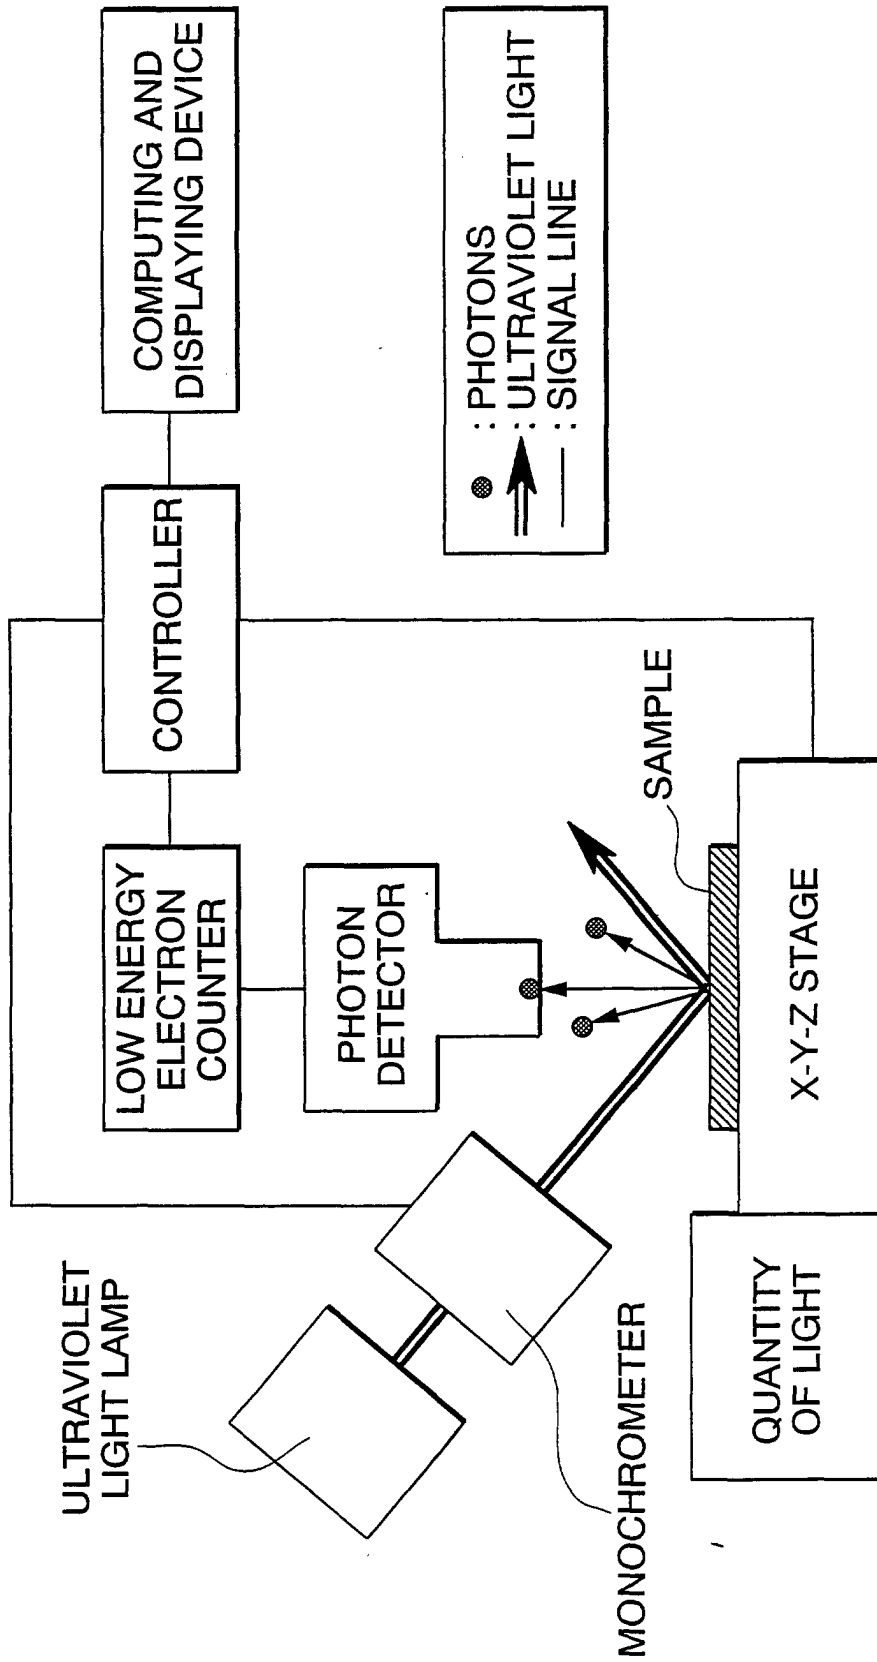 ULTRAVIOLET
LIGHT LAMP
LOW ENERGY
ELECTRON
COUNTER
CONTROLLER
COMPUTING AND
DISPLAYING DEVICE
PHOTON
DETECTOR
: PHOTONS
: ULTRAVIOLET LIGHT
: SIGNAL LINE
MONOCHROMETER
SAMPLE
QUANTITY
OF LIGHT
X-Y-Z STAGE